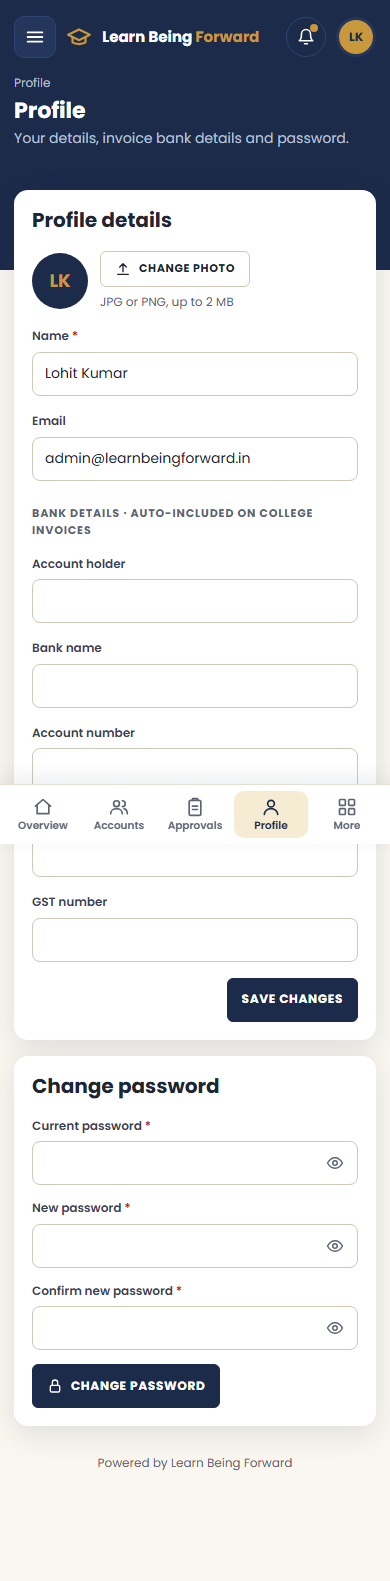 Learn Being Forward
LK
Profile
Profile
Your details, invoice bank details and password.
Profile details
LK
CHANGE PHOTO
JPG or PNG, up to 2 MB
Name *
Lohit Kumar
Email
admin@learnbeingforward.in
BANK DETAILS · AUTO-INCLUDED ON COLLEGE
INVOICES
Account holder
Bank name
Account number
Overview
Accounts
Approvals
Profile
More
GST number
SAVE CHANGES
Change password
Current password *
New password *
Confirm new password *
CHANGE PASSWORD
Powered by Learn Being Forward